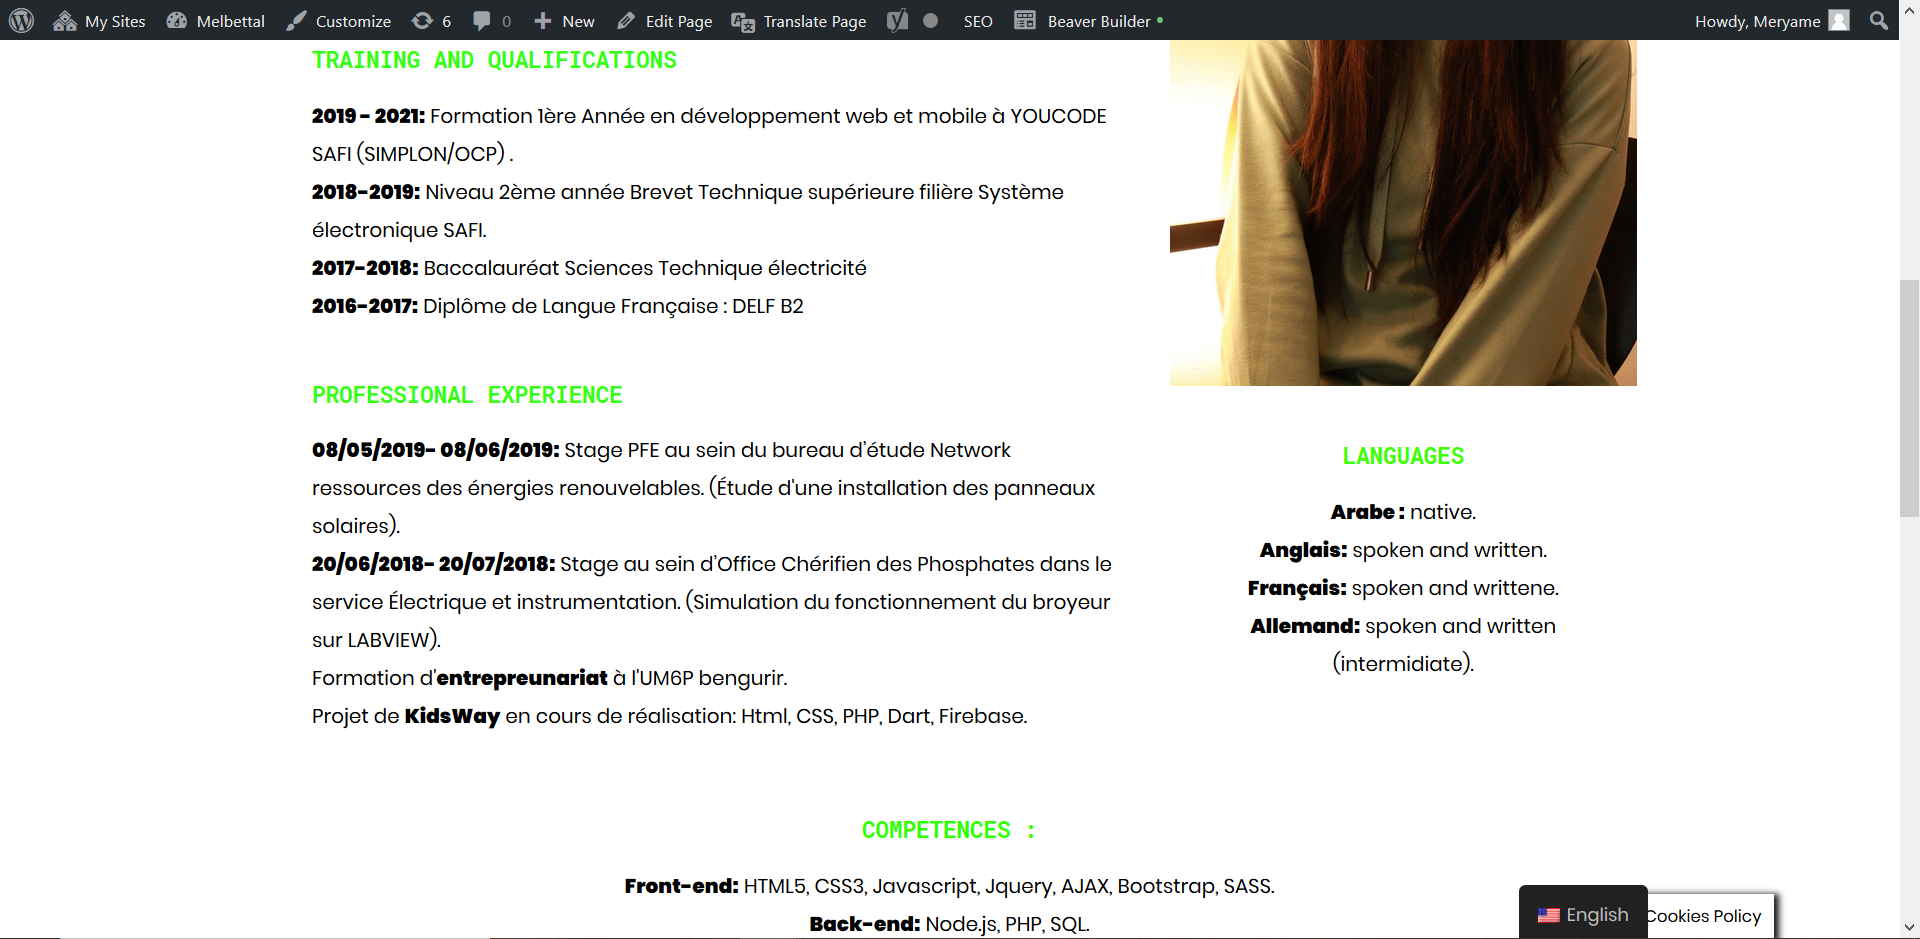 My Sites Melbettal Customize 6 0 New Edit Page Translate Page SEO Beaver Builder Howdy, Meryame
TRAINING AND QUALIFICATIONS
2019 - 2021: Formation 1ère Année en développement web et mobile à YOUCODE
SAFI (SIMPLON/OCP) .
2018-2019: Niveau 2ème année Brevet Technique supérieure filière Système
électronique SAFI.
2017-2018: Baccalauréat Sciences Technique électricité
2016-2017: Diplôme de Langue Française : DELF B2
PROFESSIONAL EXPERIENCE
08/05/2019- 08/06/2019: Stage PFE au sein du bureau d’étude Network
ressources des énergies renouvelables. (Étude d'une installation des panneaux
solaires).
20/06/2018- 20/07/2018: Stage au sein d’Office Chérifien des Phosphates dans le
service Électrique et instrumentation. (Simulation du fonctionnement du broyeur
sur LABVIEW).
Formation d'entrepreunariat à l'UM6P bengurir.
Projet de KidsWay en cours de réalisation: Html, CSS, PHP, Dart, Firebase.
LANGUAGES
Arabe : native.
Anglais: spoken and written.
Français: spoken and writtene.
Allemand: spoken and written
(intermidiate).
COMPETENCES :
Front-end: HTML5, CSS3, Javascript, Jquery, AJAX, Bootstrap, SASS.
Back-end: Node.js, PHP, SQL.
English
Cookies Policy